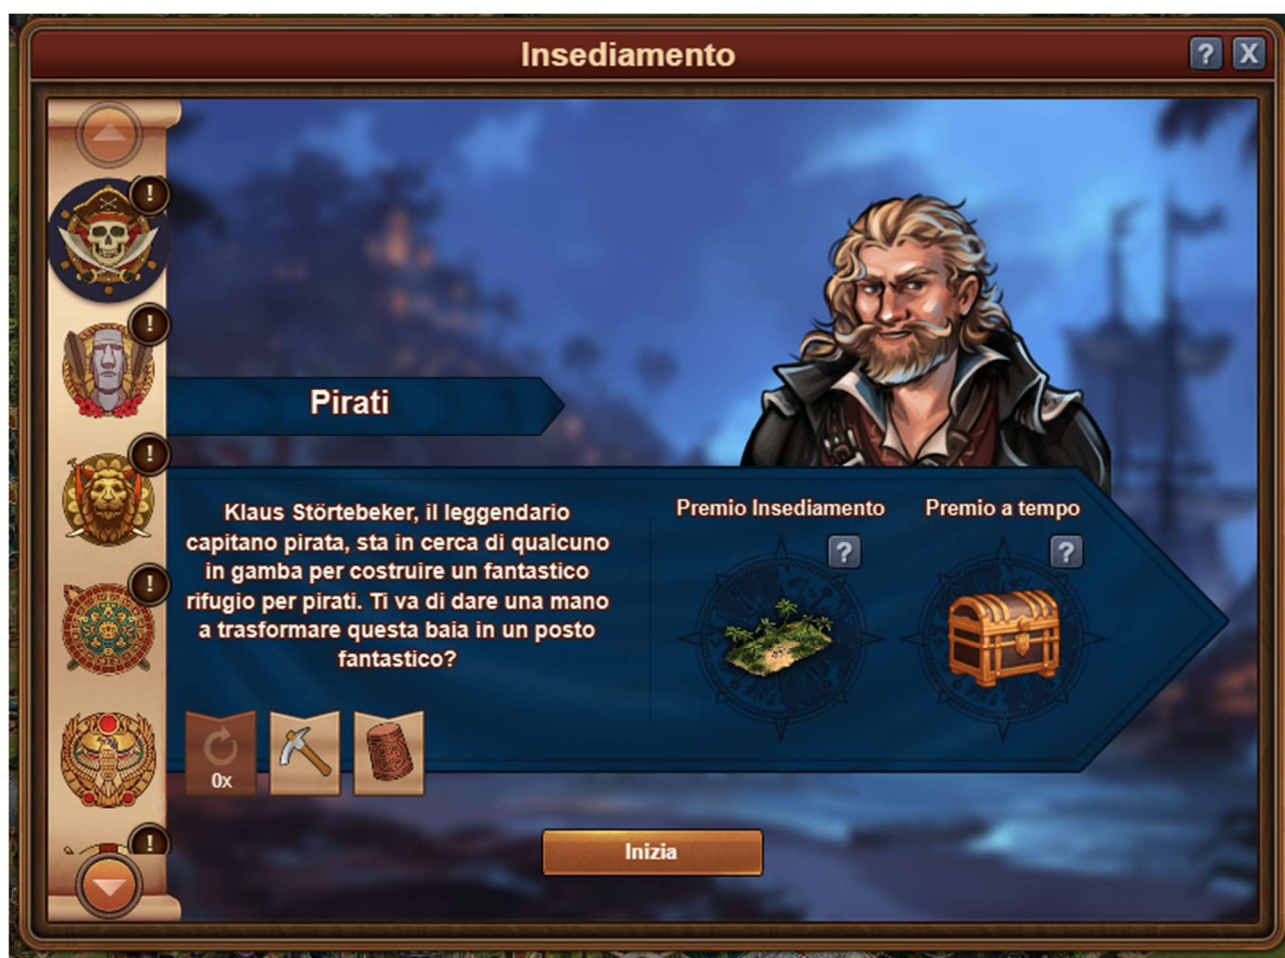 Insediamento
? X
!
!
!
!
!
Pirati
Klaus Störtebeker, il leggendario
capitano pirata, sta in cerca di qualcuno
in gamba per costruire un fantastico
rifugio per pirati. Ti va di dare una mano
a trasformare questa baia in un posto
fantastico?
Premio Insediamento
?
Premio a tempo
?
0x
Inizia